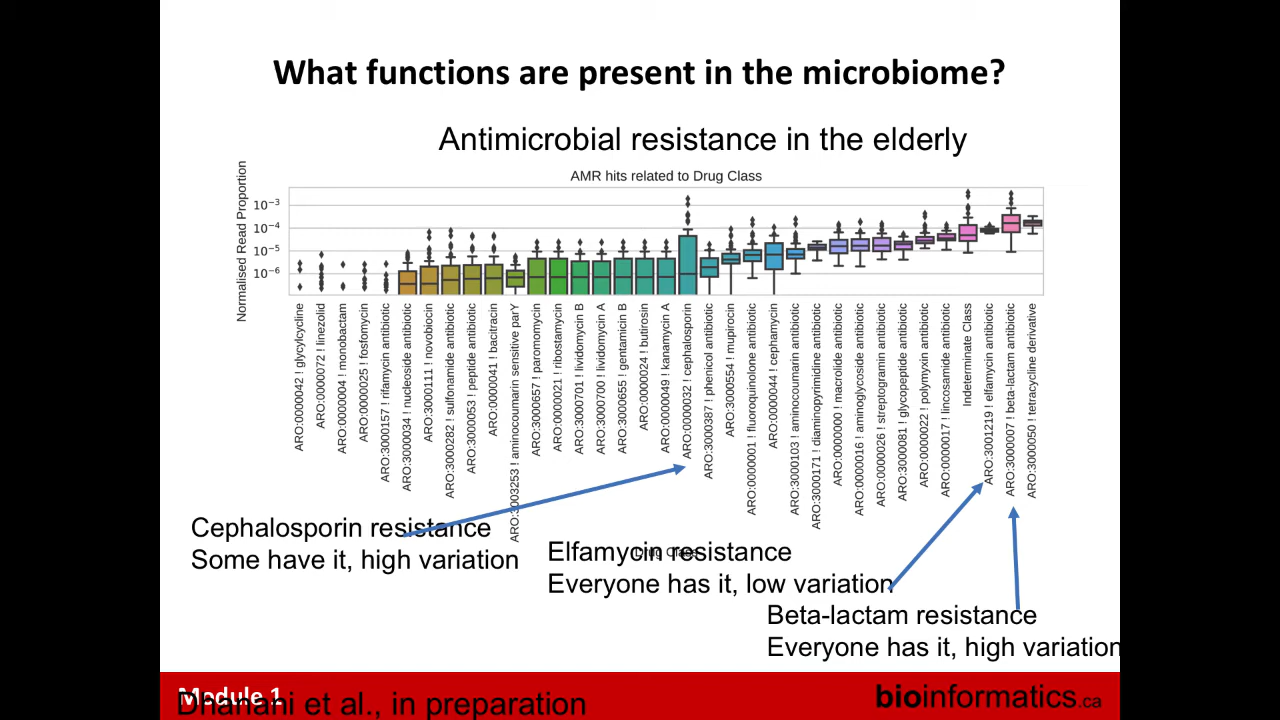 What functions are present in the microbiome?
Antimicrobial resistance in the elderly
AMR hits related to Drug Class
Normalised Read Proportion
10⁻³
10⁻⁴
10⁻⁵
10⁻⁶
ARO:0000042 ! glycylcycline
ARO:0000072 ! linezolid
ARO:0000004 ! monobactam
ARO:0000025 ! fosfomycin
ARO:3000157 ! rifamycin antibiotic
ARO:3000034 ! nucleoside antibiotic
ARO:3000111 ! novobiocin
ARO:3000282 ! sulfonamide antibiotic
ARO:3000053 ! peptide antibiotic
ARO:0000041 ! bacitracin
ARO:3003253 ! aminocoumarin sensitive parY
ARO:3000657 ! paromomycin
ARO:0000021 ! ribostamycin
ARO:3000701 ! lividomycin B
ARO:3000700 ! lividomycin A
ARO:3000655 ! gentamicin B
ARO:0000024 ! butirosin
ARO:0000049 ! kanamycin A
ARO:0000032 ! cephalosporin
ARO:3000387 ! phenicol antibiotic
ARO:3000554 ! mupirocin
ARO:0000001 ! fluoroquinolone antibiotic
ARO:0000044 ! cephamycin
ARO:3000103 ! aminocoumarin antibiotic
ARO:3000171 ! diaminopyrimidine antibiotic
ARO:0000000 ! macrolide antibiotic
ARO:0000016 ! aminoglycoside antibiotic
ARO:0000026 ! streptogramin antibiotic
ARO:3000081 ! glycopeptide antibiotic
ARO:0000022 ! polymyxin antibiotic
ARO:0000017 ! lincosamide antibiotic
Indeterminate Class
ARO:3001219 ! elfamycin antibiotic
ARO:3000007 ! beta-lactam antibiotic
ARO:3000050 ! tetracycline derivative
Drug Class
Cephalosporin resistance
Some have it, high variation
Elfamycin resistance
Everyone has it, low variation
Beta-lactam resistance
Everyone has it, high variation
Module 1
Dhanani et al., in preparation
bioinformatics.ca